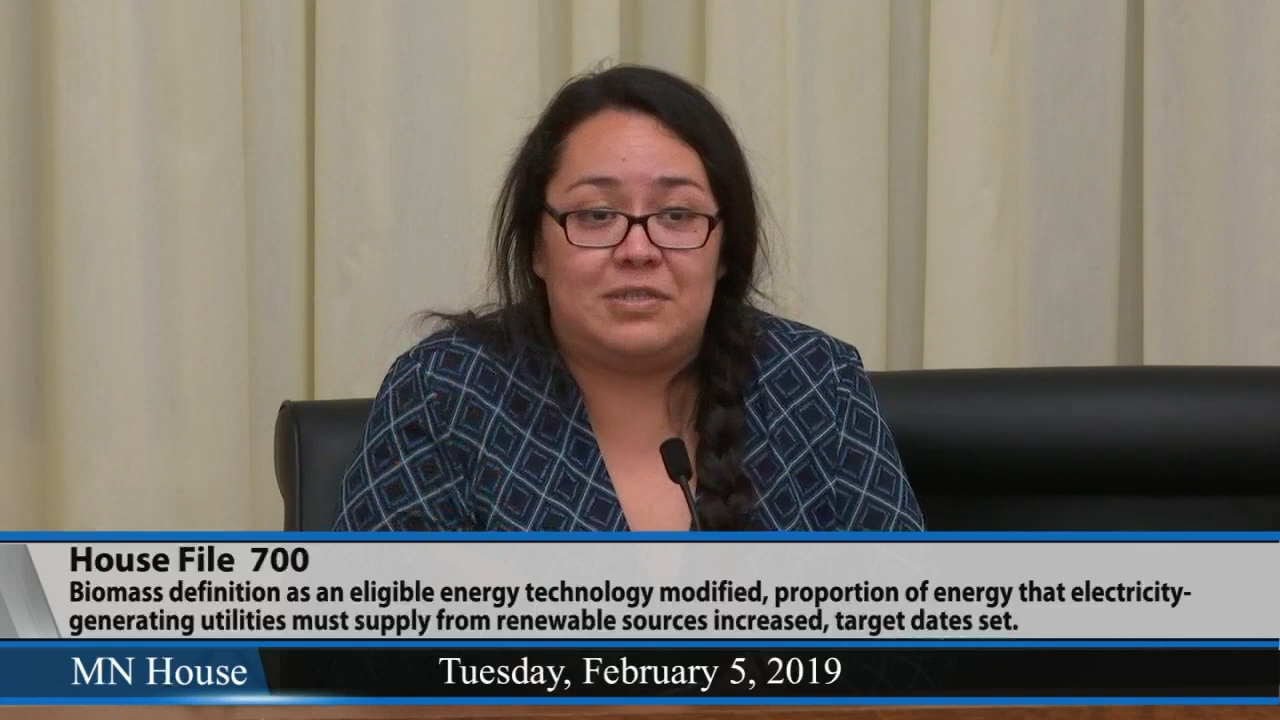 House File 700
Biomass definition as an eligible energy technology modified, proportion of energy that electricity-
generating utilities must supply from renewable sources increased, target dates set.
MN House Tuesday, February 5, 2019